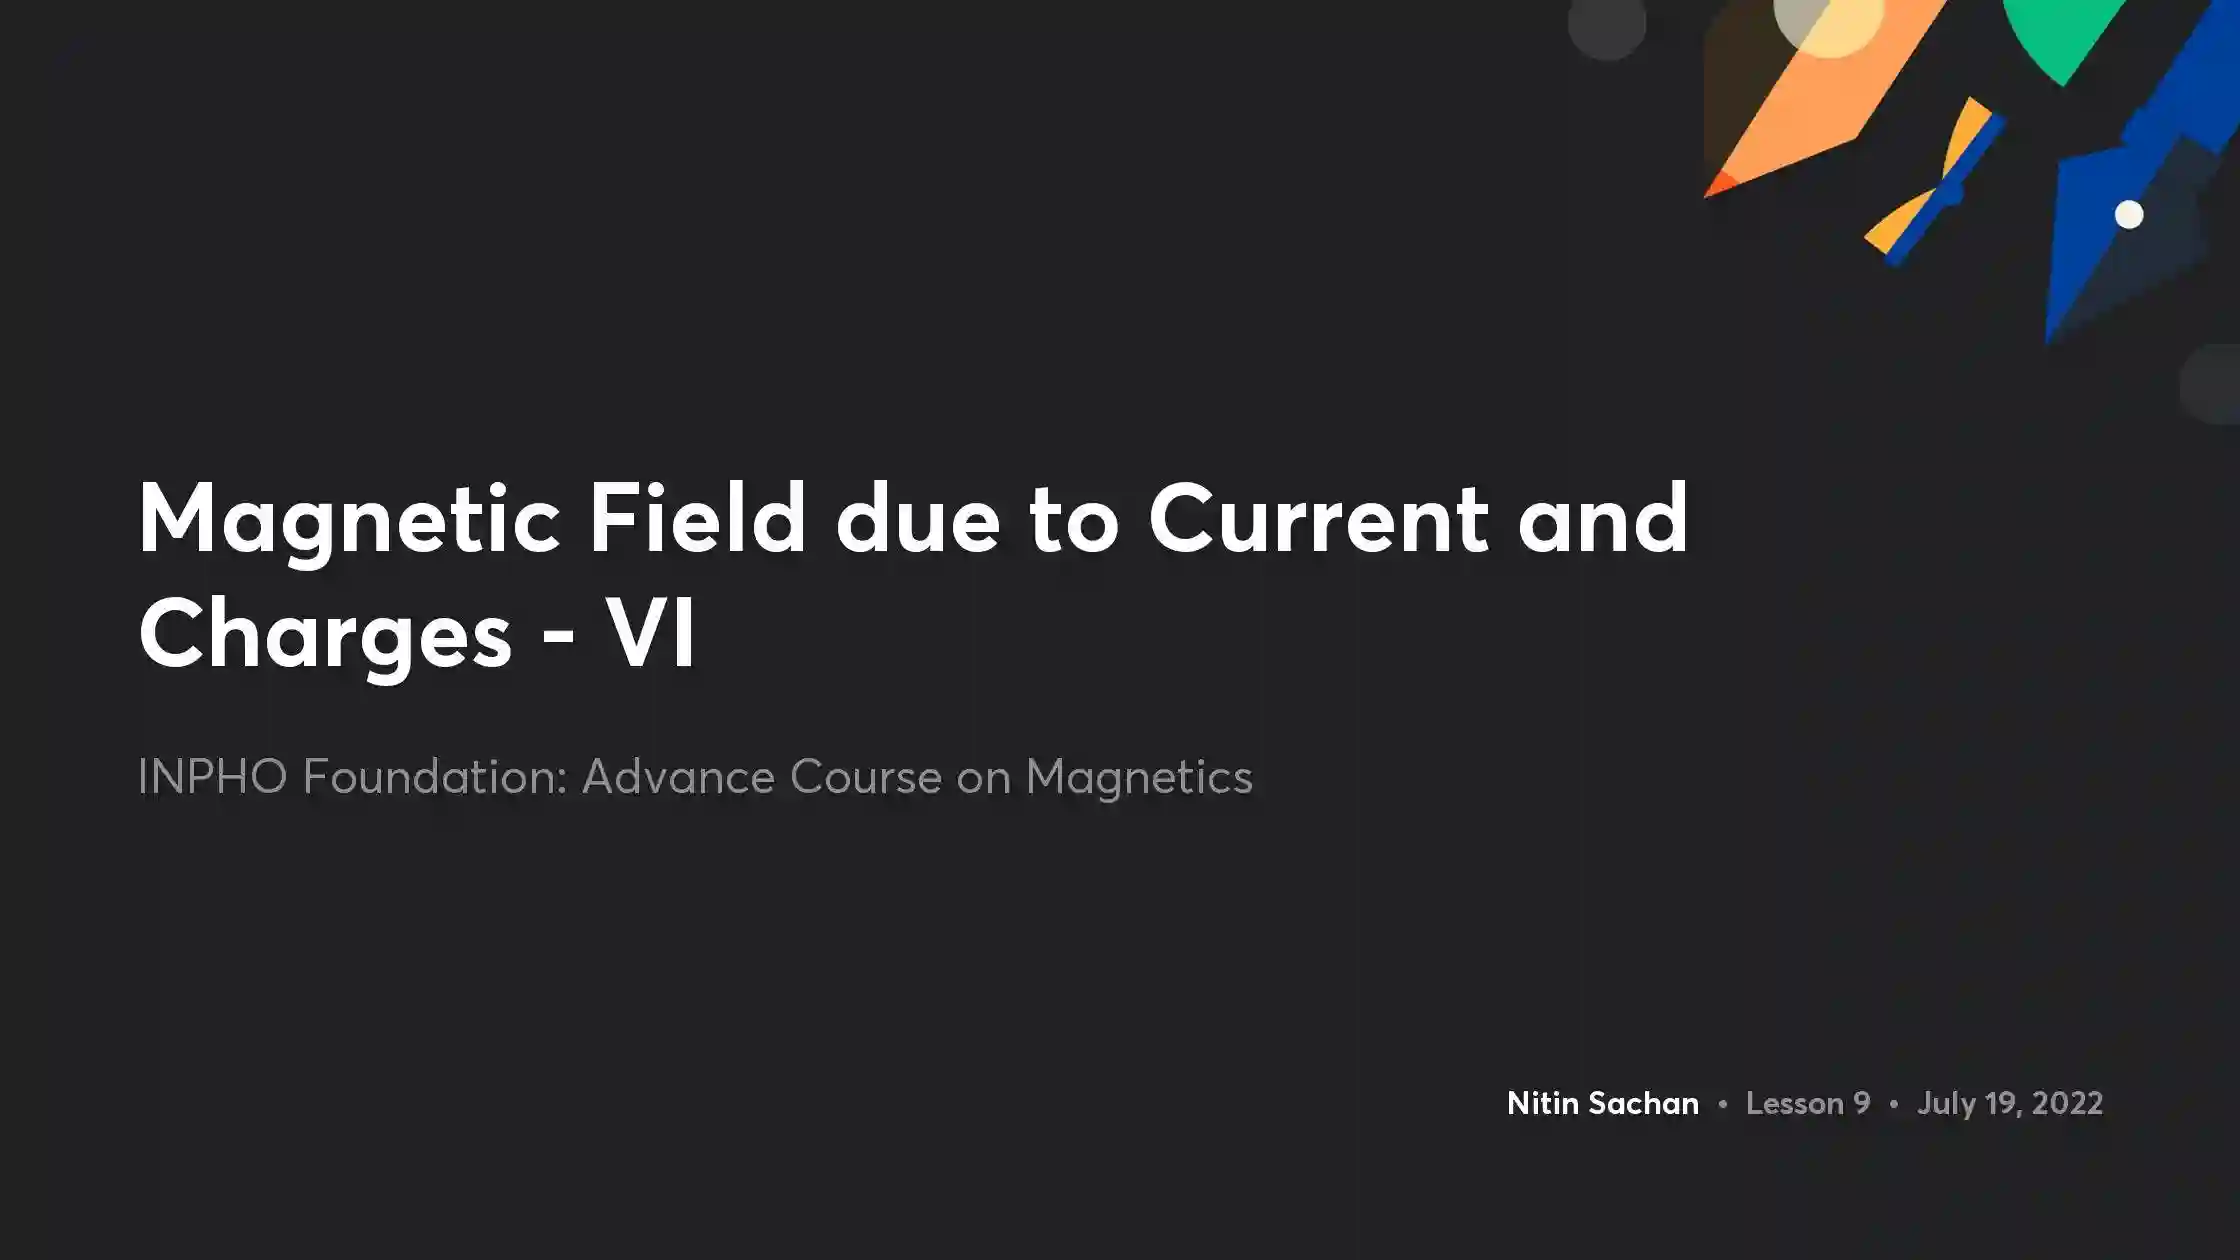 Magnetic Field due to Current and
Charges - VI
INPHO Foundation: Advance Course on Magnetics
Nitin Sachan • Lesson 9 • July 19, 2022